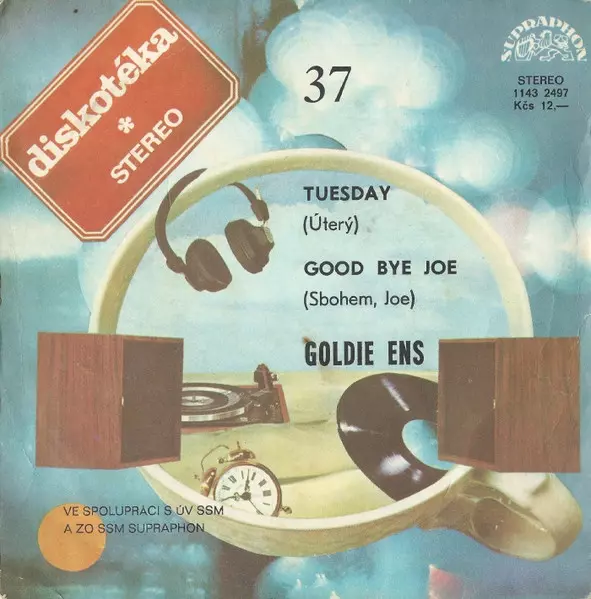 diskotéka
*
STEREO
37
SUPRAPHON
STEREO
1143 2497
Kčs 12,—
TUESDAY
(Úterý)
GOOD BYE JOE
(Sbohem, Joe)
GOLDIE ENS
VE SPOLUPRÁCI S ÚV SSM
A ZO SSM SUPRAPHON